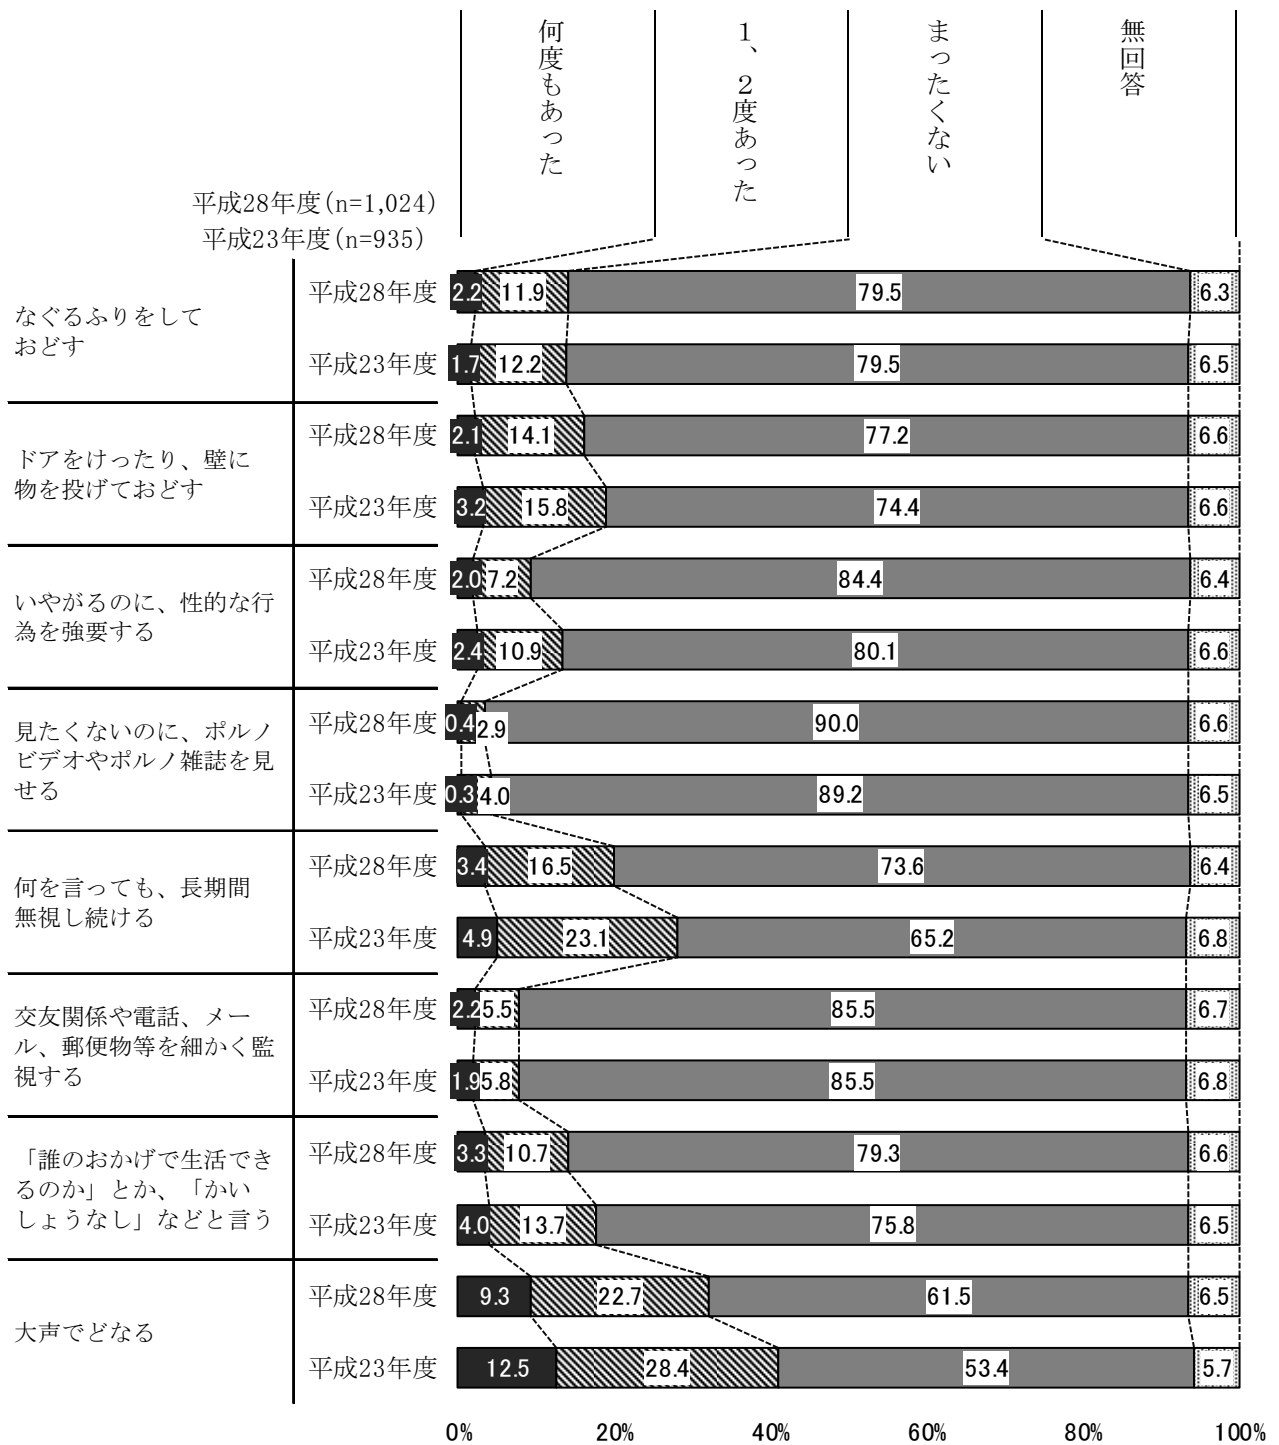 何度もあった
１、２度あった
まったくない
無回答
平成28年度(n=1,024)
平成23年度(n=935)
なぐるふりをして
おどす
平成28年度 2.2 11.9 79.5 6.3
平成23年度 1.7 12.2 79.5 6.5
ドアをけったり、壁に
物を投げておどす
平成28年度 2.1 14.1 77.2 6.6
平成23年度 3.2 15.8 74.4 6.6
いやがるのに、性的な行
為を強要する
平成28年度 2.0 7.2 84.4 6.4
平成23年度 2.4 10.9 80.1 6.6
見たくないのに、ポルノ
ビデオやポルノ雑誌を見
せる
平成28年度 0.4 2.9 90.0 6.6
平成23年度 0.3 4.0 89.2 6.5
何を言っても、長期間
無視し続ける
平成28年度 3.4 16.5 73.6 6.4
平成23年度 4.9 23.1 65.2 6.8
交友関係や電話、メー
ル、郵便物等を細かく監
視する
平成28年度 2.2 5.5 85.5 6.7
平成23年度 1.9 5.8 85.5 6.8
「誰のおかげで生活でき
るのか」とか、「かい
しょうなし」などと言う
平成28年度 3.3 10.7 79.3 6.6
平成23年度 4.0 13.7 75.8 6.5
大声でどなる
平成28年度 9.3 22.7 61.5 6.5
平成23年度 12.5 28.4 53.4 5.7
0% 20% 40% 60% 80% 100%